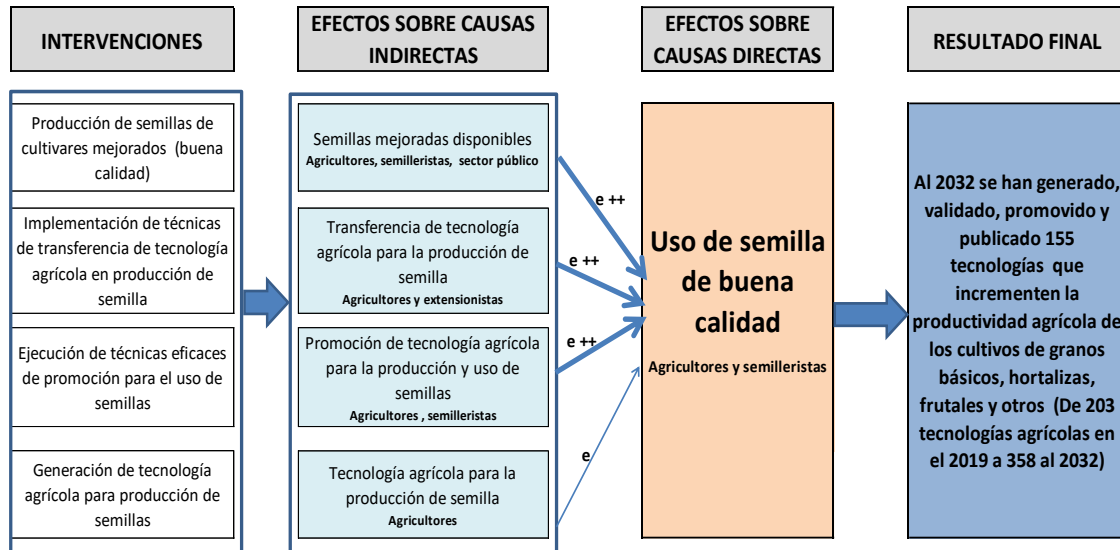 INTERVENCIONES
EFECTOS SOBRE CAUSAS
INDIRECTAS
EFECTOS SOBRE
CAUSAS DIRECTAS
RESULTADO FINAL
Producción de semillas de
cultivares mejorados (buena
calidad)
Implementación de técnicas
de transferencia de tecnología
agrícola en producción de
semilla
Ejecución de técnicas eficaces
de promoción para el uso de
semillas
Generación de tecnología
agrícola para producción de
semillas
Semillas mejoradas disponibles
Agricultores, semilleristas, sector público
Transferencia de tecnología
agrícola para la producción de
semilla
Agricultores y extensionistas
Promoción de tecnología agrícola
para la producción y uso de
semillas
Agricultores , semilleristas
Tecnología agrícola para la
producción de semilla
Agricultores
e ++
e ++
e ++
e
Uso de semilla
de buena
calidad
Agricultores y semilleristas
Al 2032 se han generado,
validado, promovido y
publicado 155
tecnologías que
incrementen la
productividad agrícola de
los cultivos de granos
básicos, hortalizas,
frutales y otros (De 203
tecnologías agrícolas en
el 2019 a 358 al 2032)